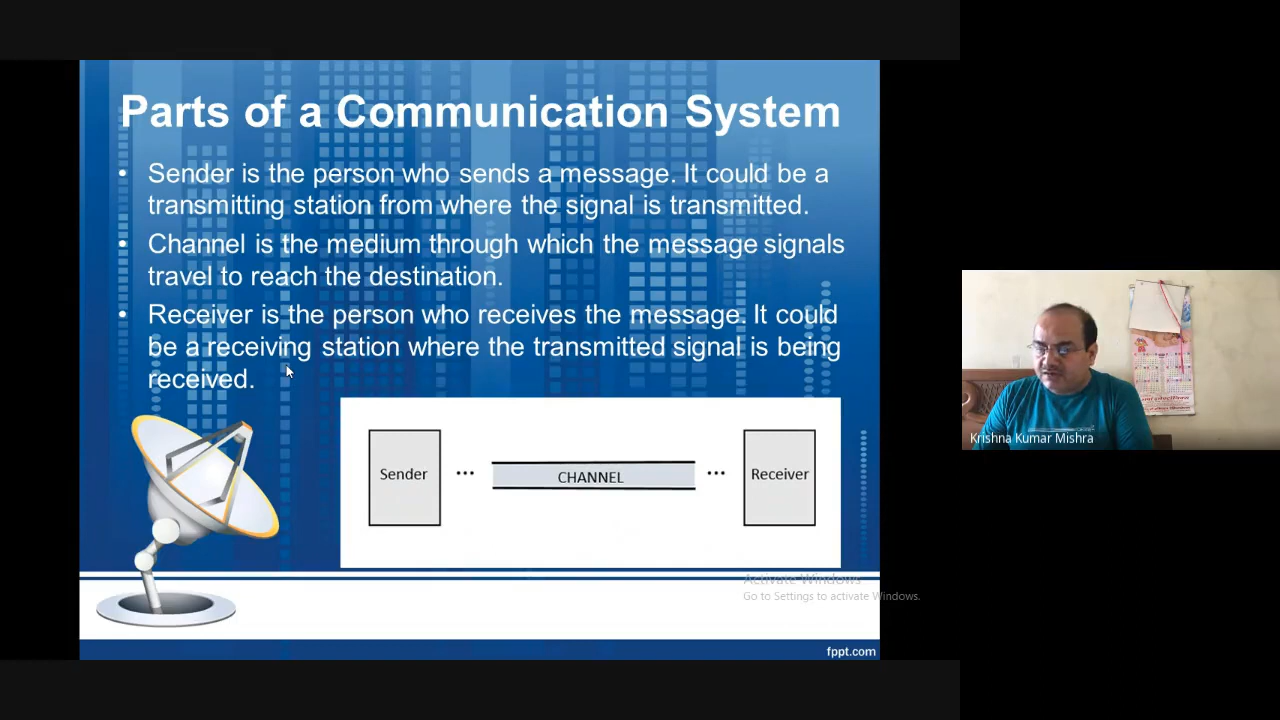 Parts of a Communication System
• Sender is the person who sends a message. It could be a
transmitting station from where the signal is transmitted.
• Channel is the medium through which the message signals
travel to reach the destination.
• Receiver is the person who receives the message. It could
be a receiving station where the transmitted signal is being
received.
Sender ... CHANNEL ... Receiver
Krishna Kumar Mishra
Activate Windows
Go to Settings to activate Windows.
fppt.com